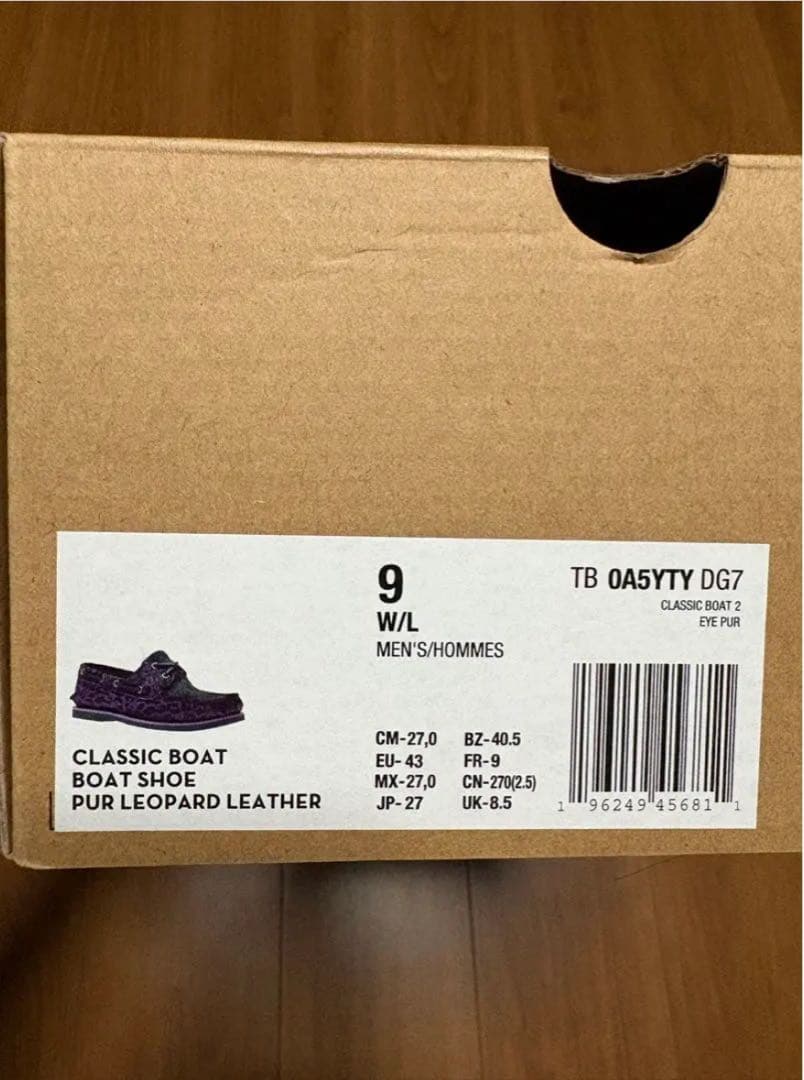 9
W/L
MEN'S/HOMMES
TB 0A5YTY DG7
CLASSIC BOAT 2
EYE PUR
CLASSIC BOAT
BOAT SHOE
PUR LEOPARD LEATHER
CM-27,0 BZ-40.5
EU-43 FR-9
MX-27,0 CN-270(2.5)
JP-27 UK-8.5
1 96249 45681 1